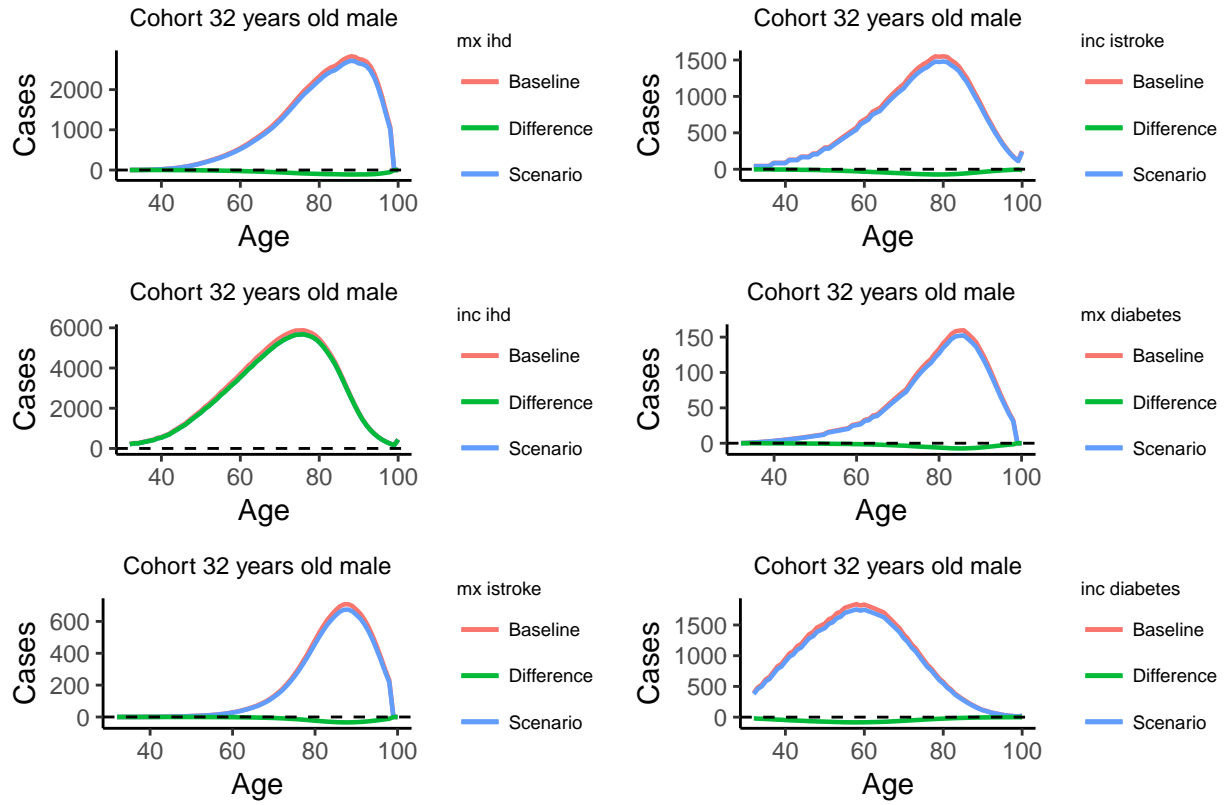 Cohort 32 years old male
mx ihd
Baseline
Difference
Scenario
Cases
2000
1000
0
40 60 80 100
Age
Cohort 32 years old male
inc istroke
Baseline
Difference
Scenario
Cases
1500
1000
500
0
40 60 80 100
Age
Cohort 32 years old male
inc ihd
Baseline
Difference
Scenario
Cases
6000
4000
2000
0
40 60 80 100
Age
Cohort 32 years old male
mx diabetes
Baseline
Difference
Scenario
Cases
150
100
50
0
40 60 80 100
Age
Cohort 32 years old male
mx istroke
Baseline
Difference
Scenario
Cases
600
400
200
0
40 60 80 100
Age
Cohort 32 years old male
inc diabetes
Baseline
Difference
Scenario
Cases
1500
1000
500
0
40 60 80 100
Age